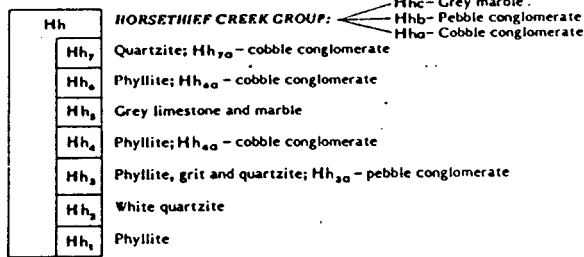 Hhc- Grey marble.
Hh HORSETHIEF CREEK GROUP: Hhb- Pebble conglomerate
Hha- Cobble conglomerate
Hh₇ Quartzite; Hh₇ₐ- cobble conglomerate
Hh₆ Phyllite; Hh₄ₐ- cobble conglomerate
Hh₅ Grey limestone and marble
Hh₄ Phyllite; Hh₄ₐ- cobble conglomerate
Hh₃ Phyllite, grit and quartzite; Hh₃ₐ- pebble conglomerate
Hh₂ White quartzite
Hh₁ Phyllite